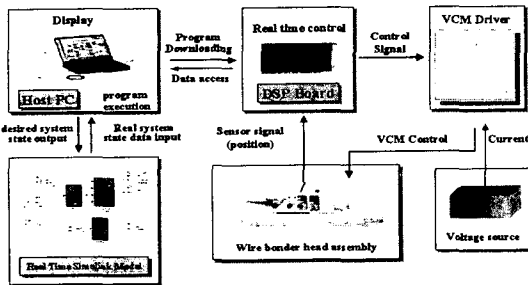 Display
Host PC
program
execution
Program
Downloading
Data access
Real time control
DSP Board
Control
Signal
VCM Driver
desired system
state output
Real system
state data input
Sensor signal
(position)
VCM Control
Current
Real Time Simulink Model
Wire bonder head assembly
Voltage source